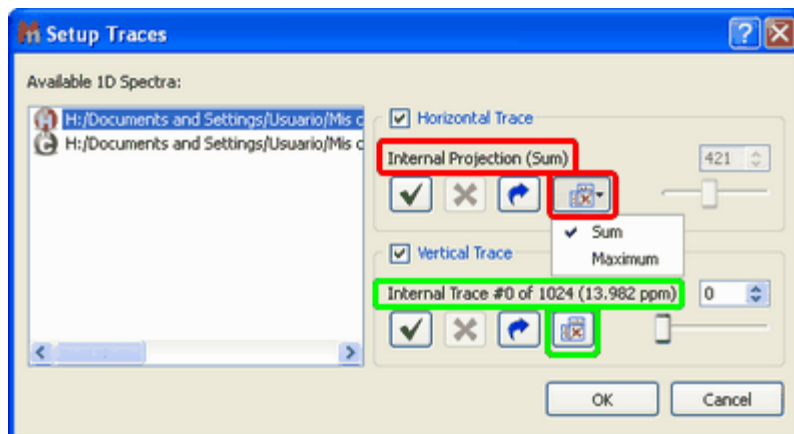 Setup Traces
Available 1D Spectra:
H:/Documents and Settings/Usuario/Mis c
H:/Documents and Settings/Usuario/Mis c
Horizontal Trace
Internal Projection (Sum)
421
Sum
Maximum
Vertical Trace
Internal Trace #0 of 1024 (13.982 ppm)
0
OK
Cancel